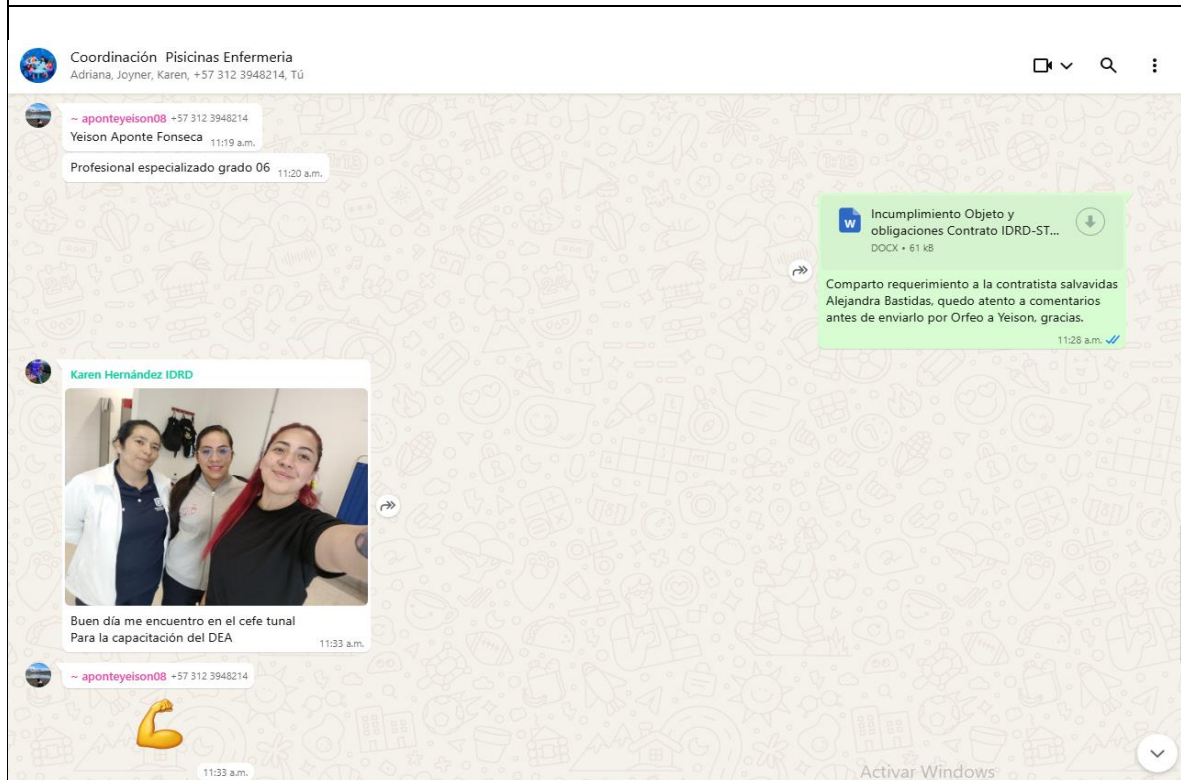 Coordinación Pisicinas Enfermeria
Adriana, Joyner, Karen, +57 312 3948214, Tú
~ aponteyeison08 +57 312 3948214
Yeison Aponte Fonseca 11:19 a.m.
Profesional especializado grado 06 11:20 a.m.
W
Incumplimiento Objeto y
obligaciones Contrato IDRD-ST...
DOCX • 61 kB
Comparto requerimiento a la contratista salvavidas
Alejandra Bastidas, quedo atento a comentarios
antes de enviarlo por Orfeo a Yeison, gracias.
11:28 a.m.
Karen Hernández IDRD
Buen día me encuentro en el cefe tunal
Para la capacitación del DEA 11:33 a.m.
~ aponteyeison08 +57 312 3948214
11:33 a.m.
Activar Windows